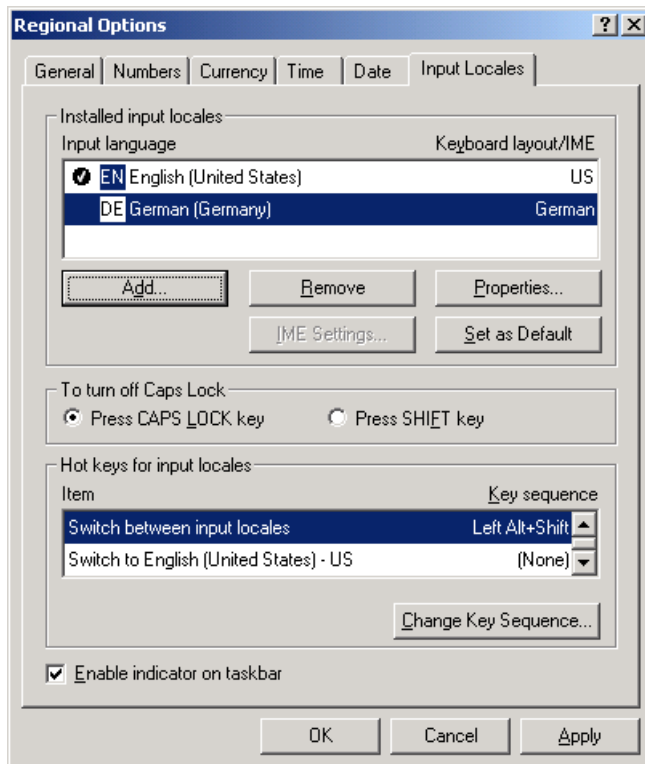 Regional Options
General Numbers Currency Time Date Input Locales
Installed input locales
Input language Keyboard layout/IME
EN English (United States) US
DE German (Germany) German
Add... Remove Properties...
IME Settings... Set as Default
To turn off Caps Lock
Press CAPS LOCK key Press SHIFT key
Hot keys for input locales
Item Key sequence
Switch between input locales Left Alt+Shift
Switch to English (United States) - US (None)
Change Key Sequence...
Enable indicator on taskbar
OK Cancel Apply